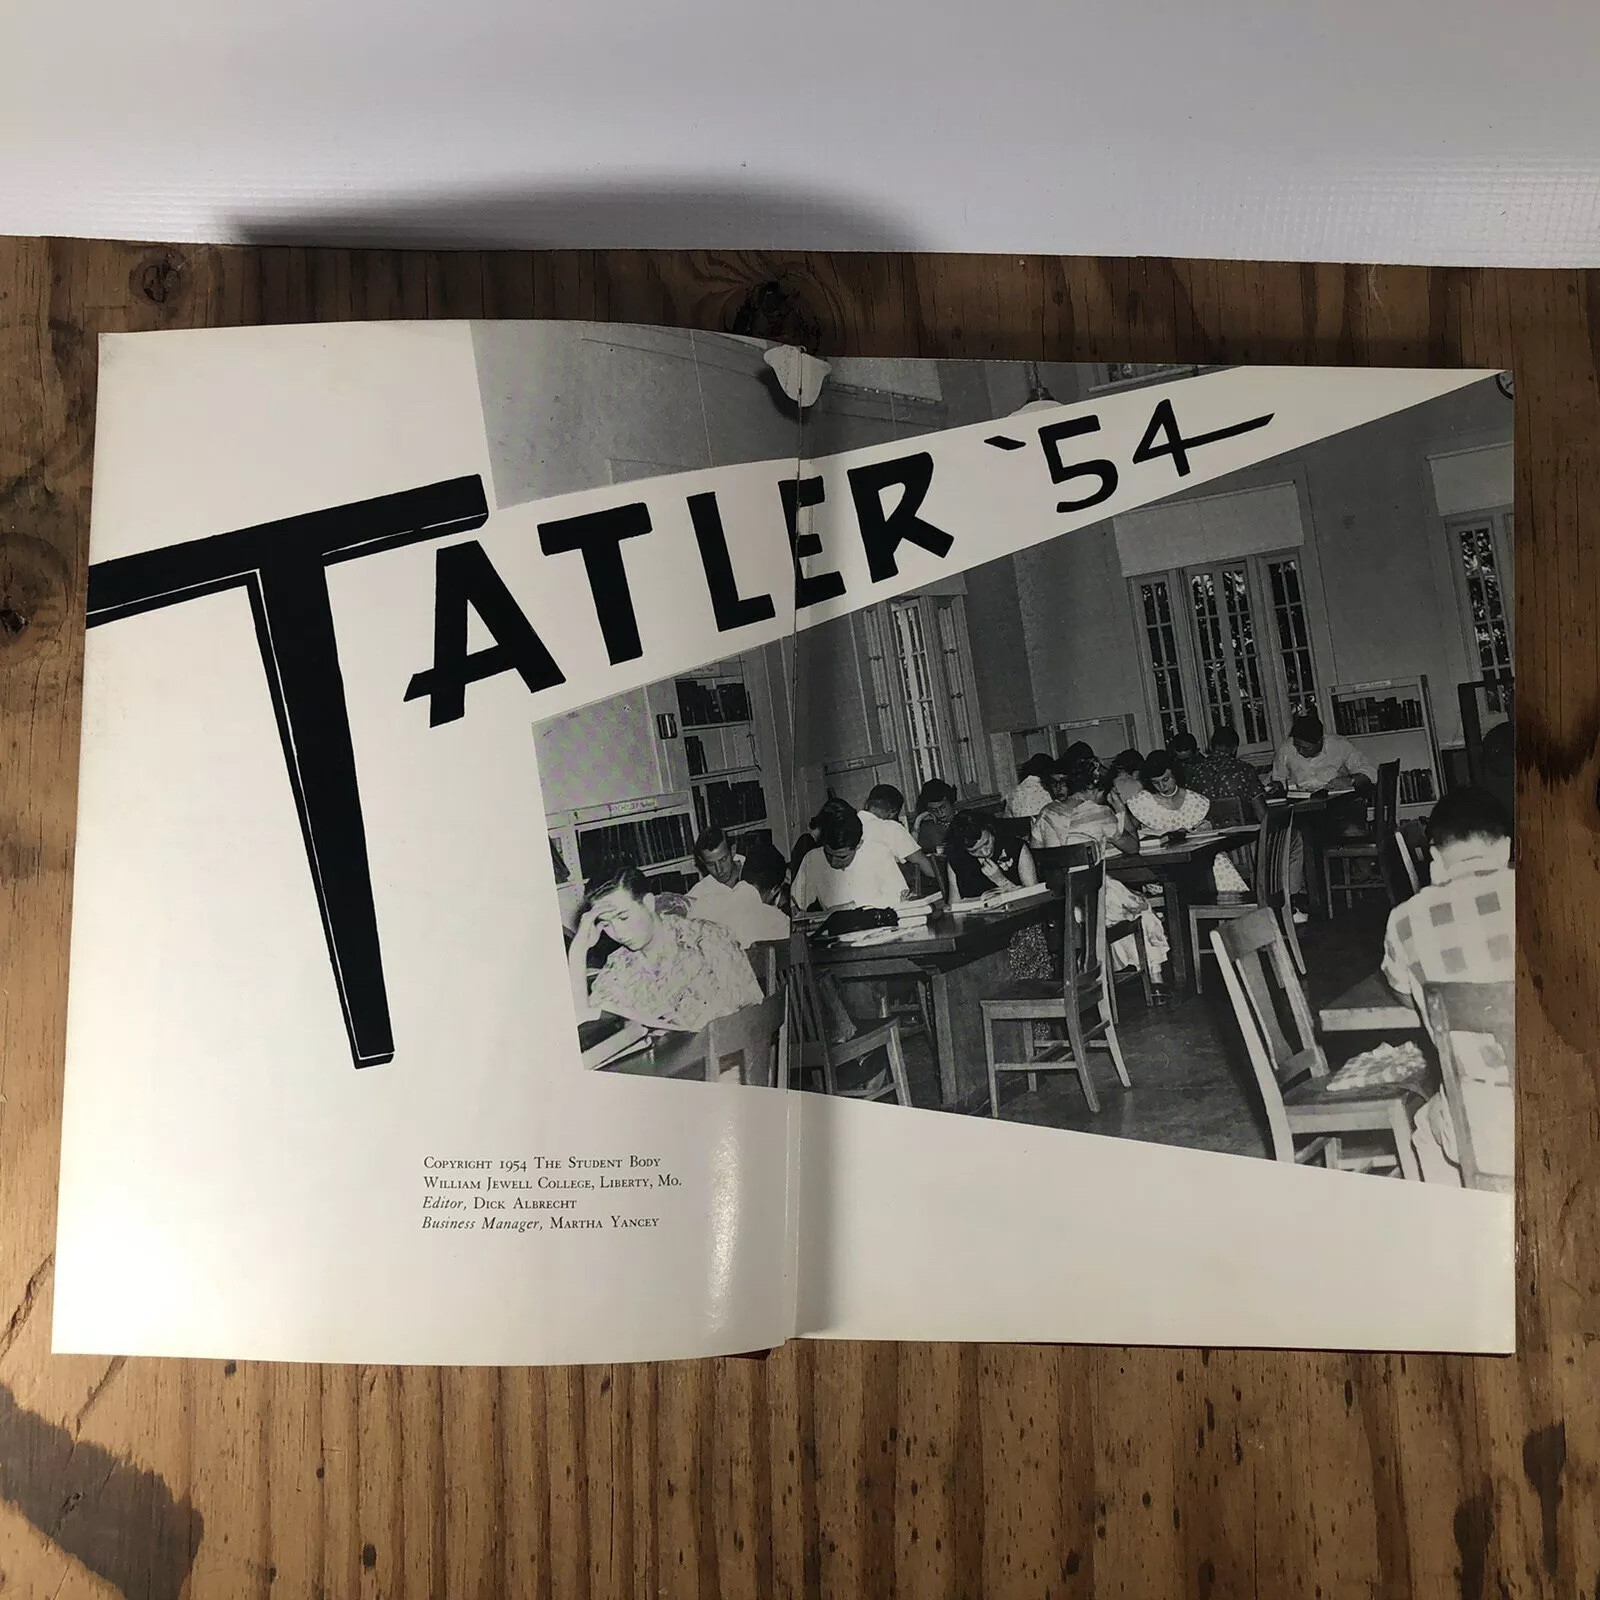 TATLER '54
COPYRIGHT 1954 THE STUDENT BODY
WILLIAM JEWELL COLLEGE, LIBERTY, MO.
Editor, DICK ALBRECHT
Business Manager, MARTHA YANCEY